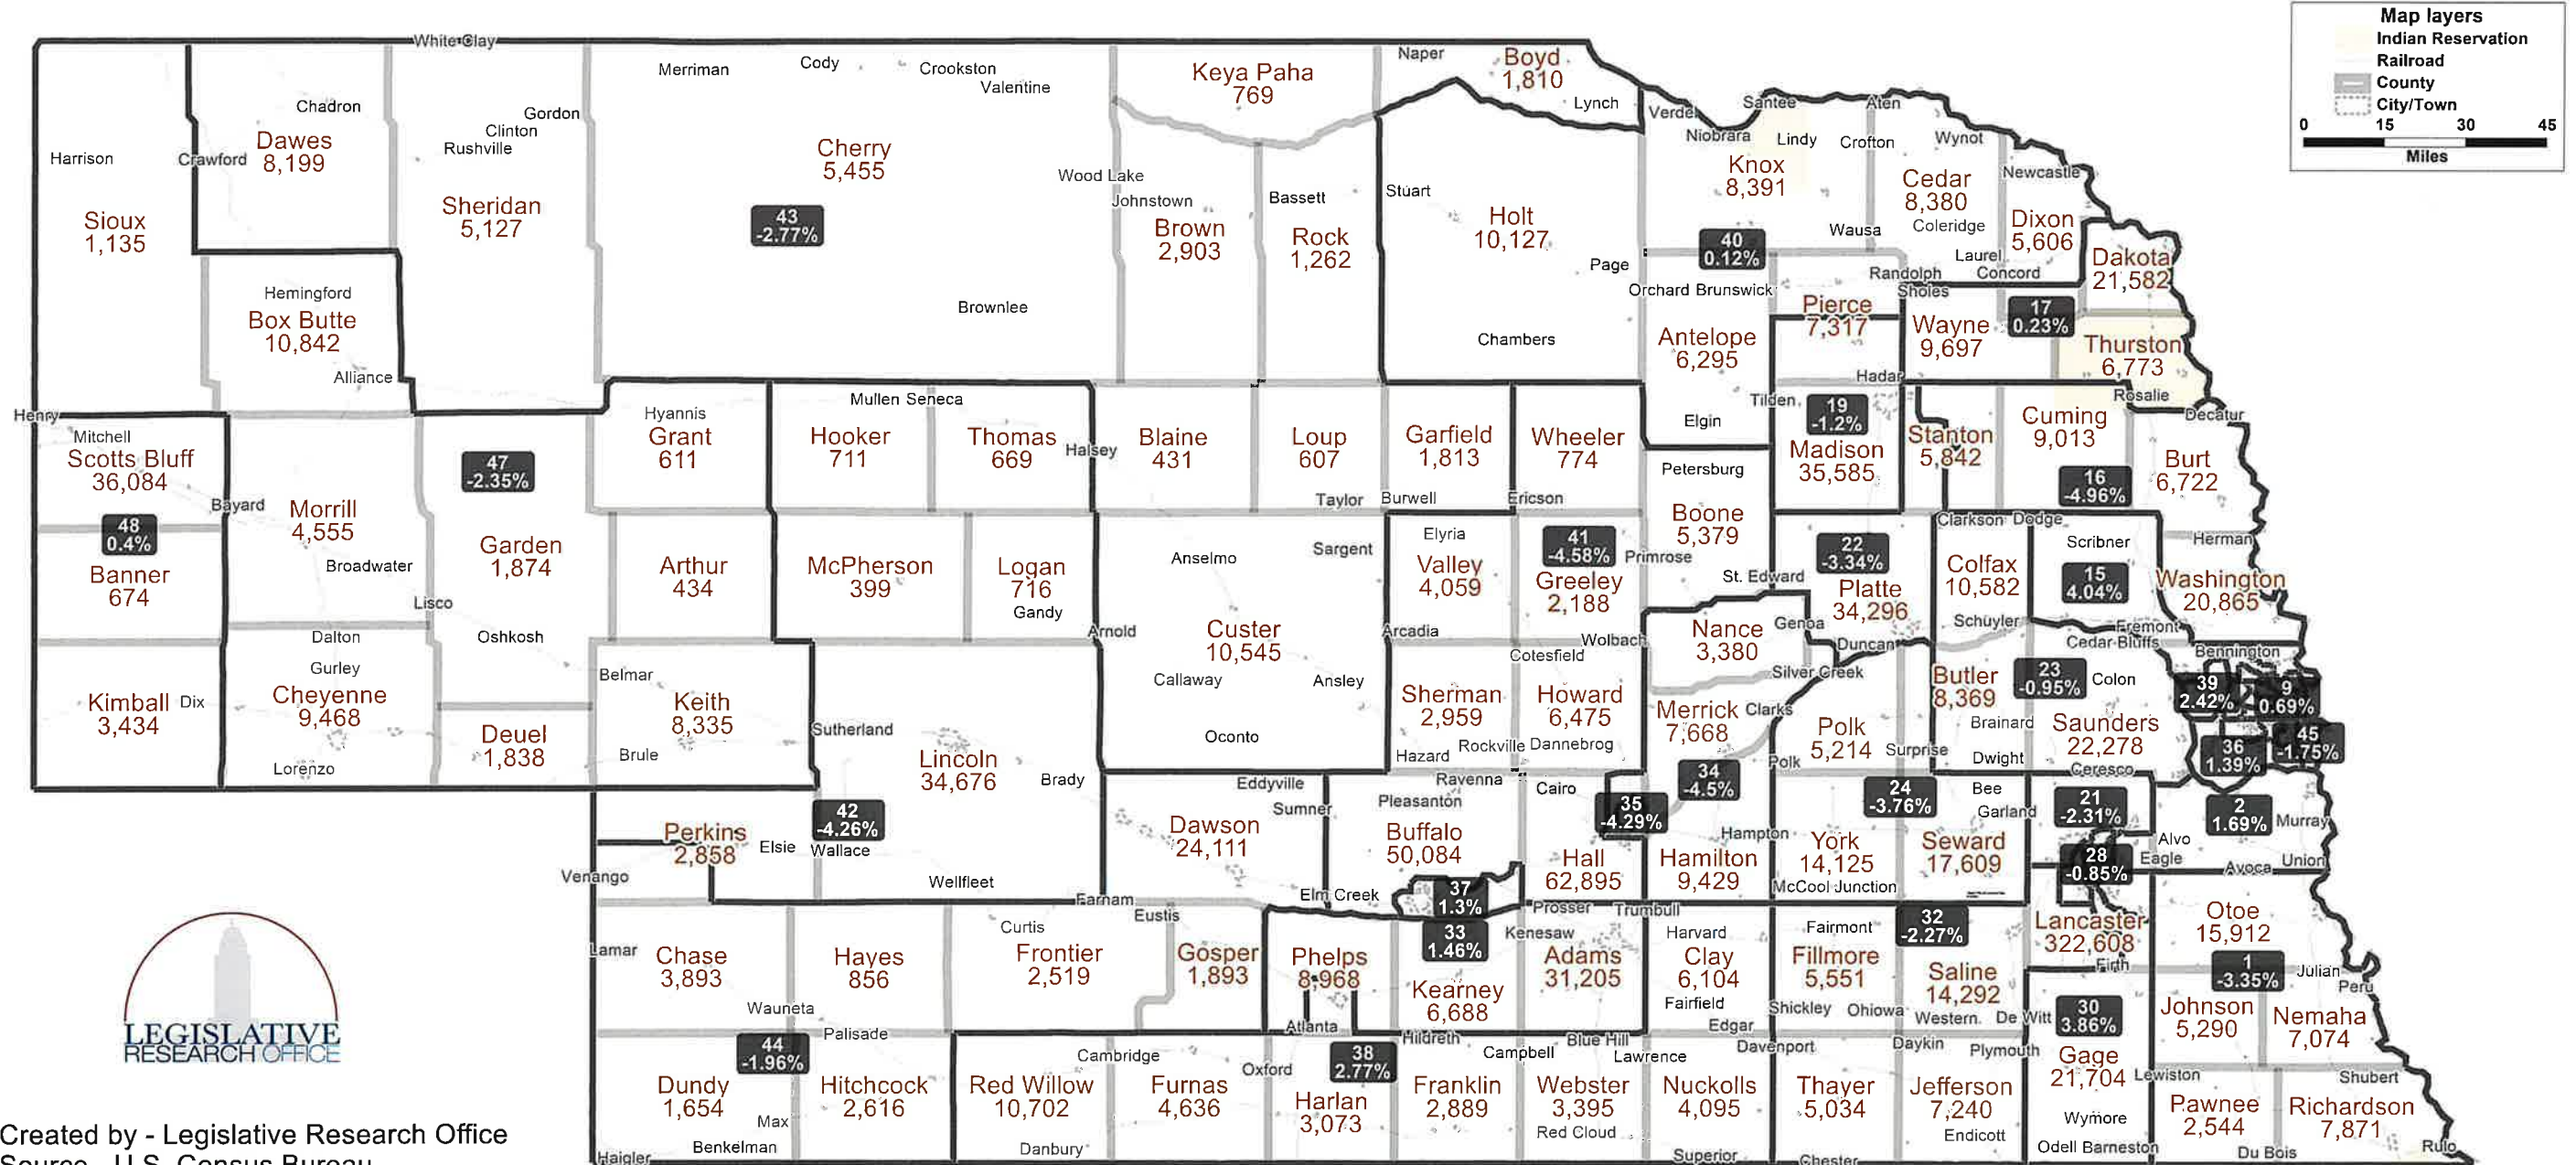 Map layers
Indian Reservation
Railroad
County
City/Town
0 15 30 45
Miles
White Clay
Merriman
Cody
Crookston
Valentine
Keya Paha
769
Naper
Boyd
1,810
Lynch
Verdel
Santee
Aten
Niobrara
Lindy
Crofton
Wynot
Newcastle
Harrison
Chadron
Crawford
Dawes
8,199
Gordon
Clinton
Rushville
Sheridan
5,127
Sioux
1,135
Cherry
5,455
43
-2.77%
Wood Lake
Johnstown
Brown
2,903
Bassett
Rock
1,262
Stuart
Holt
10,127
Page
Chambers
Brownlee
Knox
8,391
Wausa
40
0.12%
Cedar
8,380
Coleridge
Laurel
Concord
Randolph
Sholes
Dixon
5,606
Dakota
21,582
Hemingford
Box Butte
10,842
Alliance
Orchard Brunswick
Antelope
6,295
Elgin
Pierce
7,317
Hadar
Wayne
9,697
17
0.23%
Thurston
6,773
Rosalie
Decatur
Henry
Mitchell
Scotts Bluff
36,084
48
0.4%
Banner
674
Bayard
Morrill
4,555
Broadwater
47
-2.35%
Garden
1,874
Lisco
Oshkosh
Hyannis
Grant
611
Mullen Seneca
Hooker
711
Thomas
669
Halsey
Blaine
431
Loup
607
Taylor
Garfield
1,813
Burwell
Wheeler
774
Ericson
Petersburg
Boone
5,379
Primrose
St. Edward
Tilden
19
-1.2%
Madison
35,585
Stanton
5,842
Cuming
9,013
16
-4.96%
Burt
6,722
Herman
Arthur
434
McPherson
399
Logan
716
Gandy
Arnold
Anselmo
Sargent
Custer
10,545
Callaway
Ansley
Oconto
Elyria
Valley
4,059
Arcadia
41
-4.58%
Greeley
2,188
Wolbach
Cotesfield
22
-3.34%
Platte
34,296
Genoa
Duncan
Clarkson Dodge
Colfax
10,582
Schuyler
Scribner
15
4.04%
Washington
20,865
Fremont
Cedar Bluffs
Bennington
Dalton
Gurley
Cheyenne
9,468
Lorenzo
Kimball
3,434
Dix
Deuel
1,838
Belmar
Keith
8,335
Brule
Sutherland
Lincoln
34,676
Brady
Sherman
2,959
Hazard
Rockville
Howard
6,475
Dannebrog
Nance
3,380
Silver Creek
Merrick
7,668
Clarks
Polk
5,214
Polk
Surprise
Butler
8,369
Brainard
Dwight
23
-0.95%
Colon
Saunders
22,278
Ceresco
39
2.42%
9
0.69%
36
1.39%
45
-1.75%
42
-4.26%
Perkins
2,858
Elsie
Wallace
Venango
Wellfleet
Farnam
Eddyville
Sumner
Dawson
24,111
Elm Creek
Ravenna
Pleasanton
Buffalo
50,084
Cairo
35
-4.29%
34
-4.5%
Hall
62,895
Hampton
Hamilton
9,429
24
-3.76%
York
14,125
McCool Junction
Bee
Garland
Seward
17,609
21
-2.31%
28
-0.85%
2
1.69%
Murray
Alvo
Eagle
Avoca
Union
Lamar
Chase
3,893
Wauneta
Hayes
856
Palisade
Curtis
Frontier
2,519
Eustis
Gosper
1,893
Phelps
8,968
Atlanta
37
1.3%
33
1.46%
Kearney
6,688
Hildreth
Prosser
Kenesaw
Adams
31,205
Blue Hill
Trumbull
Harvard
Clay
6,104
Fairfield
Edgar
Fairmont
Fillmore
5,551
Shickley
Ohiowa
32
-2.27%
Saline
14,292
Western
De Witt
Lancaster
322,608
Firth
Otoe
15,912
1
-3.35%
Julian
Peru
Johnson
5,290
Nemaha
7,074
44
-1.96%
Dundy
1,654
Max
Benkelman
Haigler
Hitchcock
2,616
Red Willow
10,702
Danbury
Cambridge
Furnas
4,636
Oxford
38
2.77%
Harlan
3,073
Franklin
2,889
Campbell
Webster
3,395
Red Cloud
Lawrence
Nuckolls
4,095
Superior
Davenport
Thayer
5,034
Chester
Daykin
Plymouth
Jefferson
7,240
Endicott
30
3.86%
Gage
21,704
Wymore
Odell Barneston
Lewiston
Pawnee
2,544
Du Bois
Shubert
Richardson
7,871
Rulo
LEGISLATIVE
RESEARCH OFFICE
Created by - Legislative Research Office
Source - U.S. Census Bureau